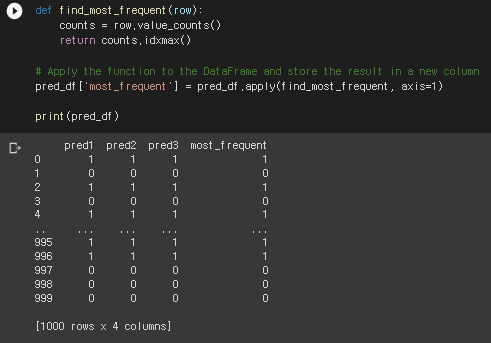 def find_most_frequent(row):
    counts = row.value_counts()
    return counts.idxmax()

# Apply the function to the DataFrame and store the result in a new column
pred_df['most_frequent'] = pred_df.apply(find_most_frequent, axis=1)

print(pred_df)

     pred1  pred2  pred3  most_frequent
0        1      1      1              1
1        0      0      0              0
2        1      1      1              1
3        0      0      0              0
4        1      1      1              1
..     ...    ...    ...            ...
995      1      1      1              1
996      1      1      1              1
997      0      0      0              0
998      0      0      0              0
999      0      0      0              0

[1000 rows x 4 columns]